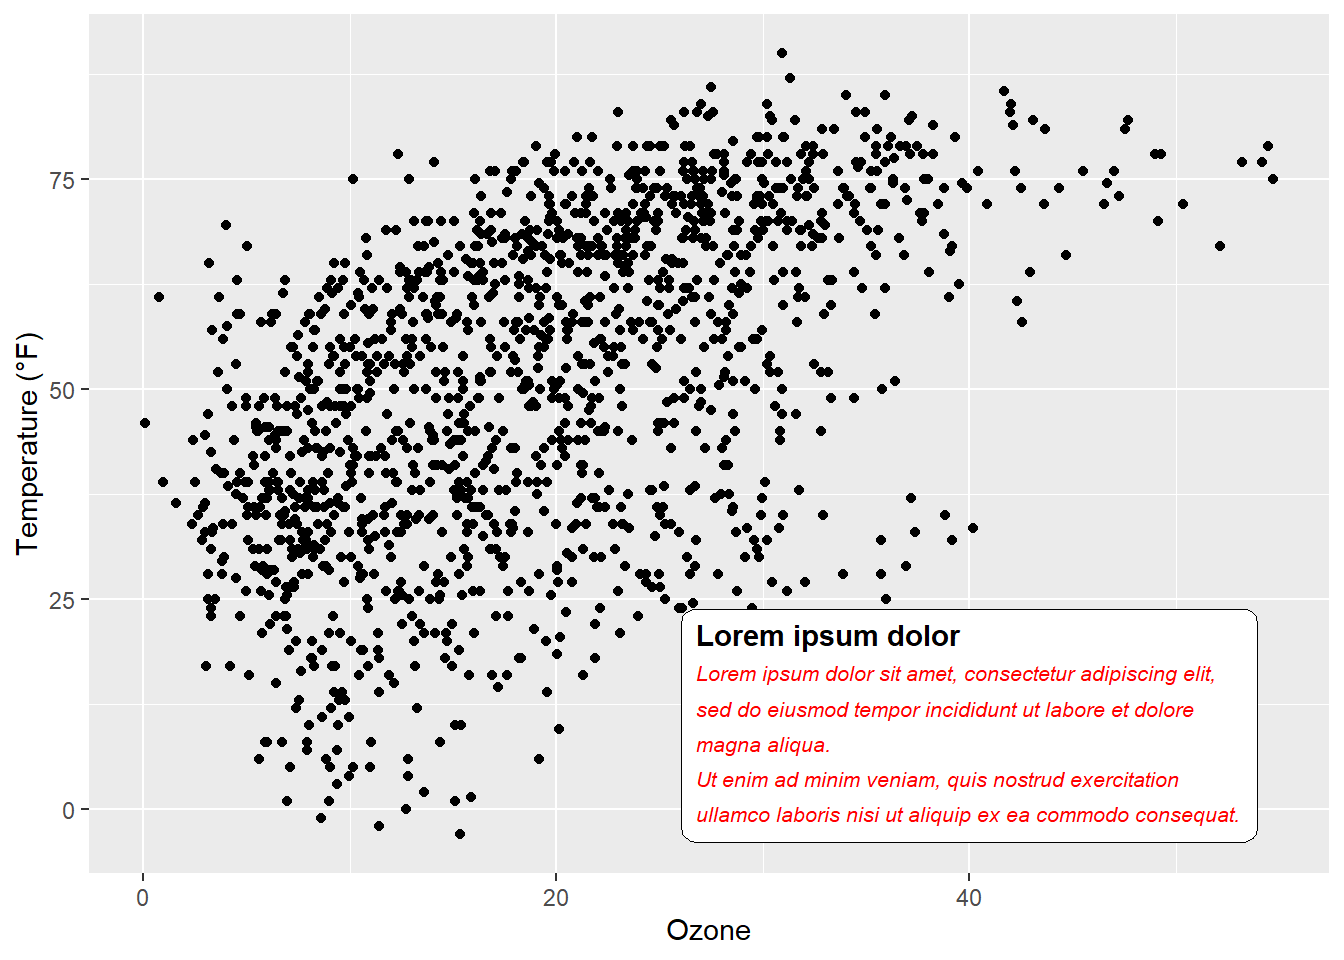 Temperature (°F)
75
50
25
0
Lorem ipsum dolor
Lorem ipsum dolor sit amet, consectetur adipiscing elit,
sed do eiusmod tempor incididunt ut labore et dolore
magna aliqua.
Ut enim ad minim veniam, quis nostrud exercitation
ullamco laboris nisi ut aliquip ex ea commodo consequat.
0
20
40
Ozone